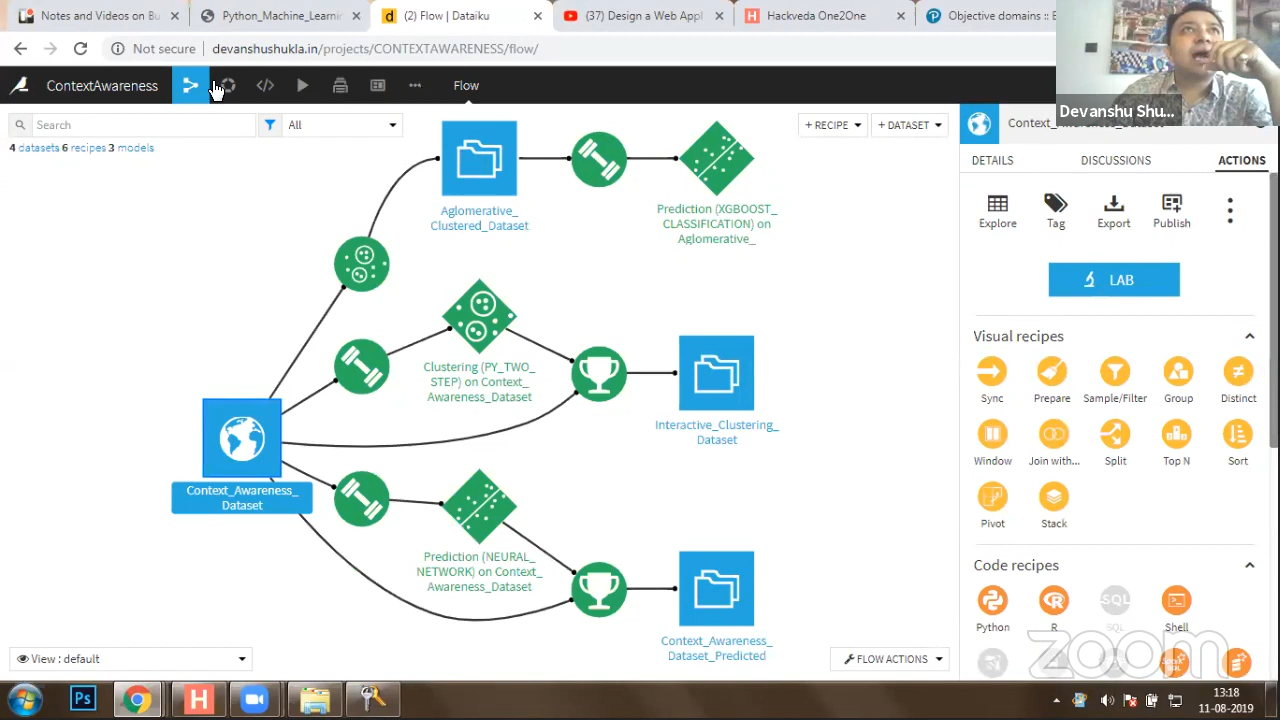 Notes and Videos on Bu
Python_Machine_Learni
(2) Flow | Dataiku
(37) Design a Web Appl
Hackveda One2One
Objective domains :: E
Not secure
devanshushukla.in/projects/CONTEXTAWARENESS/flow/
Devanshu Shu...
ContextAwareness
Flow
Search
All
+ RECIPE
+ DATASET
4 datasets 6 recipes 3 models
Aglomerative_
Clustered_Dataset
Prediction (XGBOOST_
CLASSIFICATION) on
Aglomerative_
Clustering (PY_TWO_
STEP) on Context_
Awareness_Dataset
Interactive_Clustering_
Dataset
Context_Awareness_
Dataset
Prediction (NEURAL_
NETWORK) on Context_
Awareness_Dataset
Context_Awareness_
Dataset_Predicted
View : default
FLOW ACTIONS
DETAILS
DISCUSSIONS
ACTIONS
Explore
Tag
Export
Publish
LAB
Visual recipes
Sync
Prepare
Sample/Filter
Group
Distinct
Window
Join with...
Split
Top N
Sort
Pivot
Stack
Code recipes
Python
R
SQL
Shell
zoom
Ps
H
13:18
11-08-2019